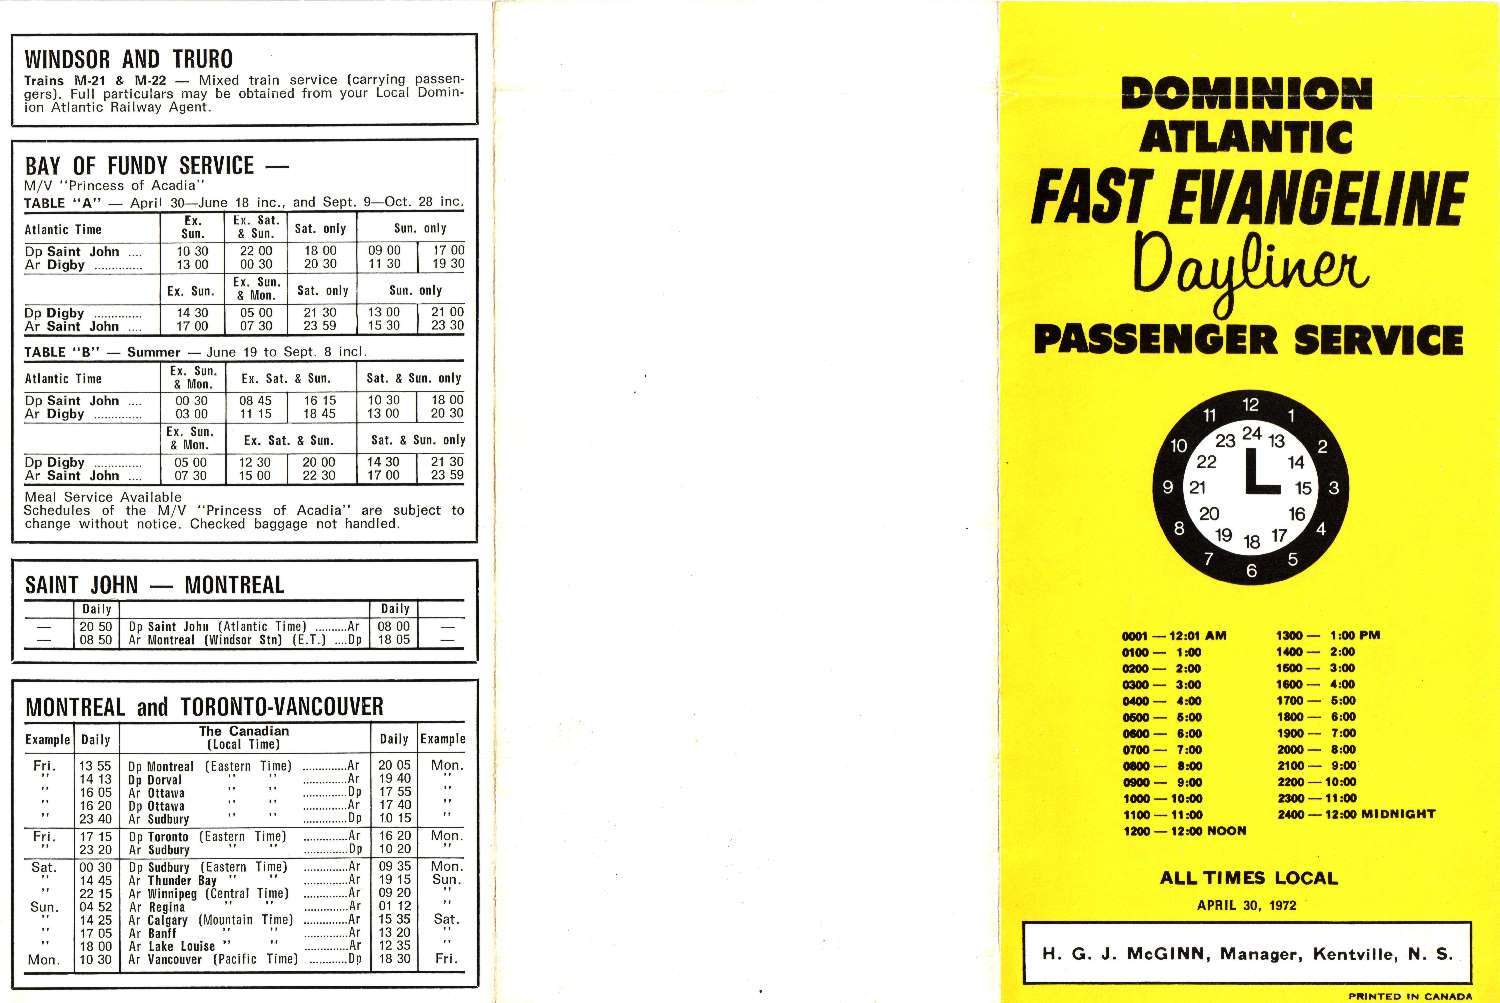 WINDSOR AND TRURO
Trains M-21 & M-22 — Mixed train service (carrying passen-
gers). Full particulars may be obtained from your Local Domin-
ion Atlantic Railway Agent.
BAY OF FUNDY SERVICE —
M/V "Princess of Acadia"
TABLE "A" — April 30—June 18 inc., and Sept. 9—Oct. 28 inc.
Atlantic Time Ex. Sun. Ex. Sat. & Sun. Sat. only Sun. only
Dp Saint John .... 10 30 22 00 18 00 09 00 17 00
Ar Digby .............. 13 00 00 30 20 30 11 30 19 30
Ex. Sun. Ex. Sun. & Mon. Sat. only Sun. only
Dp Digby .............. 14 30 05 00 21 30 13 00 21 00
Ar Saint John .... 17 00 07 30 23 59 15 30 23 30
TABLE "B" — Summer — June 19 to Sept. 8 incl.
Atlantic Time Ex. Sun. & Mon. Ex. Sat. & Sun. Sat. & Sun. only
Dp Saint John .... 00 30 08 45 16 15 10 30 18 00
Ar Digby .............. 03 00 11 15 18 45 13 00 20 30
Ex. Sun. & Mon. Ex. Sat. & Sun. Sat. & Sun. only
Dp Digby .............. 05 00 12 30 20 00 14 30 21 30
Ar Saint John .... 07 30 15 00 22 30 17 00 23 59
Meal Service Available
Schedules of the M/V "Princess of Acadia" are subject to
change without notice. Checked baggage not handled.
SAINT JOHN — MONTREAL
Daily Daily
— 20 50 Dp Saint John (Atlantic Time) ..........Ar 08 00 —
— 08 50 Ar Montreal (Windsor Stn) (E.T.) ....Dp 18 05 —
MONTREAL and TORONTO-VANCOUVER
Example Daily The Canadian (Local Time) Daily Example
Fri. 13 55 Dp Montreal (Eastern Time) ..............Ar 20 05 Mon.
" 14 13 Dp Dorval " " ..............Ar 19 40 "
" 16 05 Ar Ottawa " " ..............Dp 17 55 "
" 16 20 Dp Ottawa " " ..............Ar 17 40 "
" 23 40 Ar Sudbury " " ..............Dp 10 15 "
Fri. 17 15 Dp Toronto (Eastern Time) ..............Ar 16 20 Mon.
" 23 20 Ar Sudbury " " ..............Dp 10 20 "
Sat. 00 30 Dp Sudbury (Eastern Time) ..............Ar 09 35 Mon.
" 14 45 Ar Thunder Bay " " ..............Ar 19 15 Sun.
" 22 15 Ar Winnipeg (Central Time) ..............Ar 09 20 "
Sun. 04 52 Ar Regina " " ..............Ar 01 12 "
" 14 25 Ar Calgary (Mountain Time) ..............Ar 15 35 Sat.
" 17 05 Ar Banff " " ..............Ar 13 20 "
" 18 00 Ar Lake Louise " " ..............Ar 12 35 "
Mon. 10 30 Ar Vancouver (Pacific Time) ............Dp 18 30 Fri.
DOMINION
ATLANTIC
FAST EVANGELINE
Dayliner
PASSENGER SERVICE
12 1 2 3 4 5 6 7 8 9 10 11
24 13 14 15 16 17 18 19 20 21 22 23
0001 — 12:01 AM 1300 — 1:00 PM
0100 — 1:00 1400 — 2:00
0200 — 2:00 1500 — 3:00
0300 — 3:00 1600 — 4:00
0400 — 4:00 1700 — 5:00
0500 — 5:00 1800 — 6:00
0600 — 6:00 1900 — 7:00
0700 — 7:00 2000 — 8:00
0800 — 8:00 2100 — 9:00
0900 — 9:00 2200 — 10:00
1000 — 10:00 2300 — 11:00
1100 — 11:00 2400 — 12:00 MIDNIGHT
1200 — 12:00 NOON
ALL TIMES LOCAL
APRIL 30, 1972
H. G. J. McGINN, Manager, Kentville, N. S.
PRINTED IN CANADA